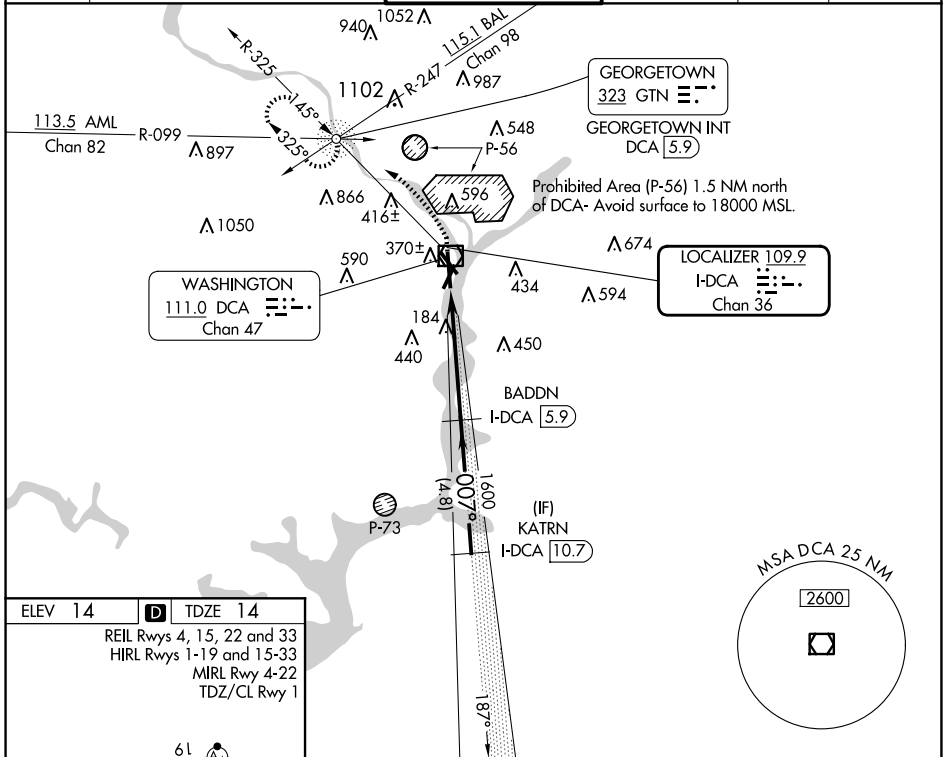 940
1052
115.1 BAL
R-247
Chan 98
R-325
1102
987
GEORGETOWN
323 GTN
GEORGETOWN INT
DCA 5.9
145°
325°
113.5 AML
R-099
Chan 82
897
548
P-56
Prohibited Area (P-56) 1.5 NM north
of DCA- Avoid surface to 18000 MSL.
866
596
416±
1050
370±
674
590
434
594
WASHINGTON
111.0 DCA
Chan 47
LOCALIZER 109.9
I-DCA
Chan 36
184
440
450
BADDN
I-DCA 5.9
1600
007°
(4.8)
P-73
(IF)
KATRN
I-DCA 10.7
187°
MSA DCA 25 NM
2600
ELEV 14 D TDZE 14
REIL Rwys 4, 15, 22 and 33
HIRL Rwys 1-19 and 15-33
MIRL Rwy 4-22
TDZ/CL Rwy 1
19